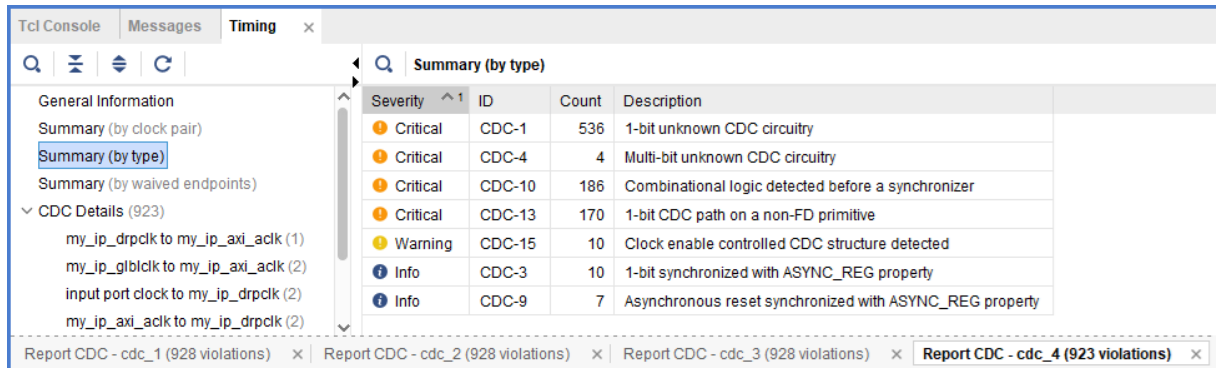 Tcl Console Messages Timing ×
Summary (by type)
General Information
Summary (by clock pair)
Summary (by type)
Summary (by waived endpoints)
CDC Details (923)
my_ip_drpclk to my_ip_axi_aclk (1)
my_ip_glblclk to my_ip_axi_aclk (2)
input port clock to my_ip_drpclk (2)
my_ip_axi_aclk to my_ip_drpclk (2)
Severity 1 ID Count Description
Critical CDC-1 536 1-bit unknown CDC circuitry
Critical CDC-4 4 Multi-bit unknown CDC circuitry
Critical CDC-10 186 Combinational logic detected before a synchronizer
Critical CDC-13 170 1-bit CDC path on a non-FD primitive
Warning CDC-15 10 Clock enable controlled CDC structure detected
Info CDC-3 10 1-bit synchronized with ASYNC_REG property
Info CDC-9 7 Asynchronous reset synchronized with ASYNC_REG property
Report CDC - cdc_1 (928 violations) × Report CDC - cdc_2 (928 violations) × Report CDC - cdc_3 (928 violations) × Report CDC - cdc_4 (923 violations) ×